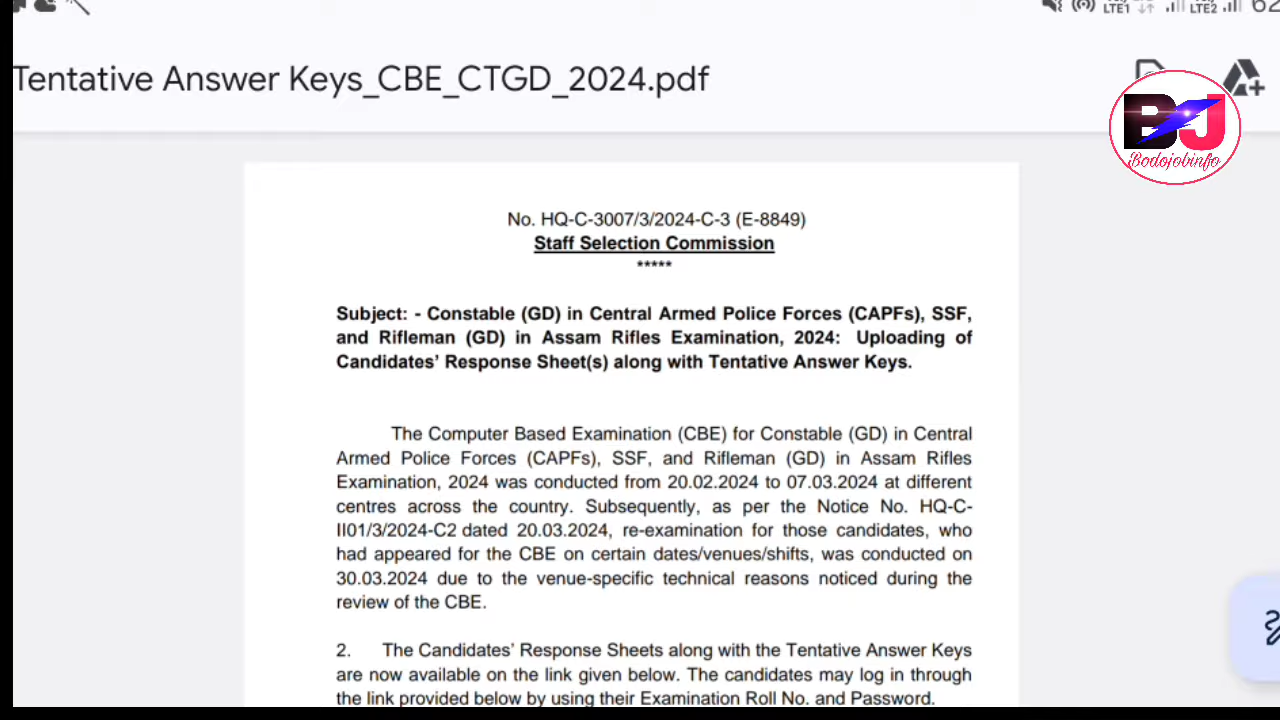 LTE1 LTE2 62
Tentative Answer Keys_CBE_CTGD_2024.pdf
BJ
Bodojobinfo
No. HQ-C-3007/3/2024-C-3 (E-8849)
Staff Selection Commission
*****
Subject: - Constable (GD) in Central Armed Police Forces (CAPFs), SSF,
and Rifleman (GD) in Assam Rifles Examination, 2024: Uploading of
Candidates' Response Sheet(s) along with Tentative Answer Keys.
The Computer Based Examination (CBE) for Constable (GD) in Central
Armed Police Forces (CAPFs), SSF, and Rifleman (GD) in Assam Rifles
Examination, 2024 was conducted from 20.02.2024 to 07.03.2024 at different
centres across the country. Subsequently, as per the Notice No. HQ-C-
II01/3/2024-C2 dated 20.03.2024, re-examination for those candidates, who
had appeared for the CBE on certain dates/venues/shifts, was conducted on
30.03.2024 due to the venue-specific technical reasons noticed during the
review of the CBE.
2. The Candidates' Response Sheets along with the Tentative Answer Keys
are now available on the link given below. The candidates may log in through
the link provided below by using their Examination Roll No. and Password.